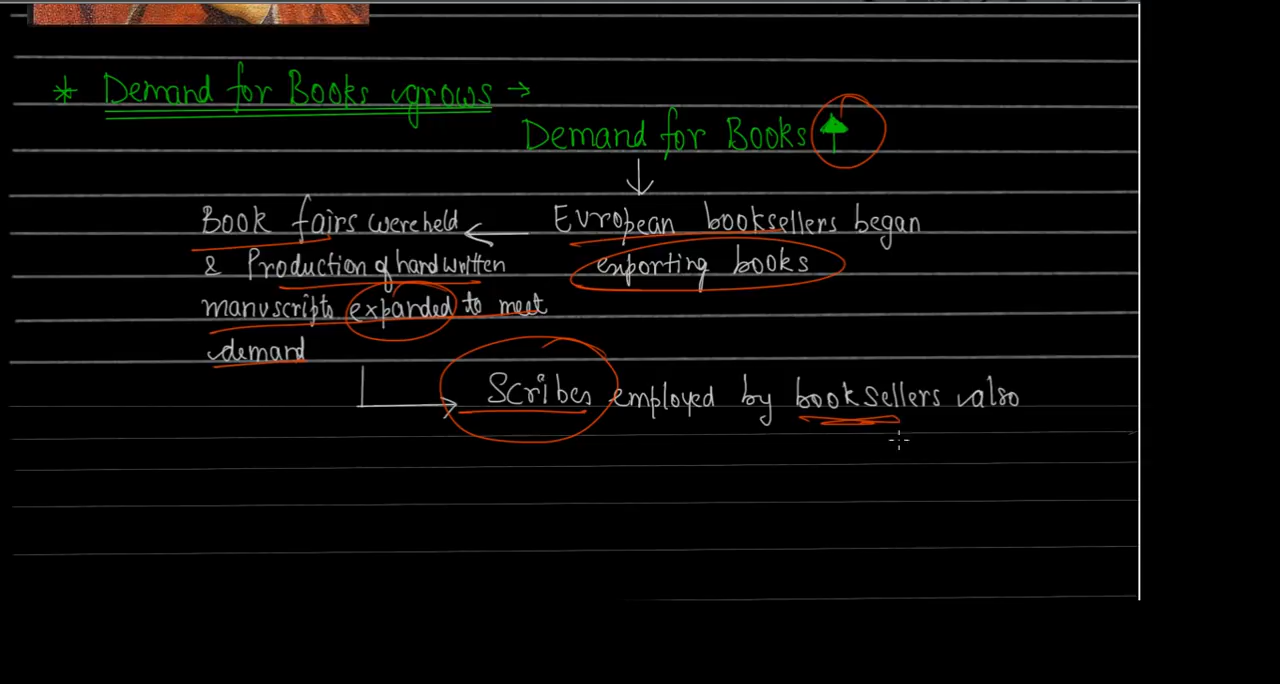 * Demand for Books grows →
Demand for Books ↑
↓
European booksellers began
exporting books
←
Book fairs were held
& Production of handwritten
manuscripts expanded to meet
demand
→ Scribes employed by booksellers also